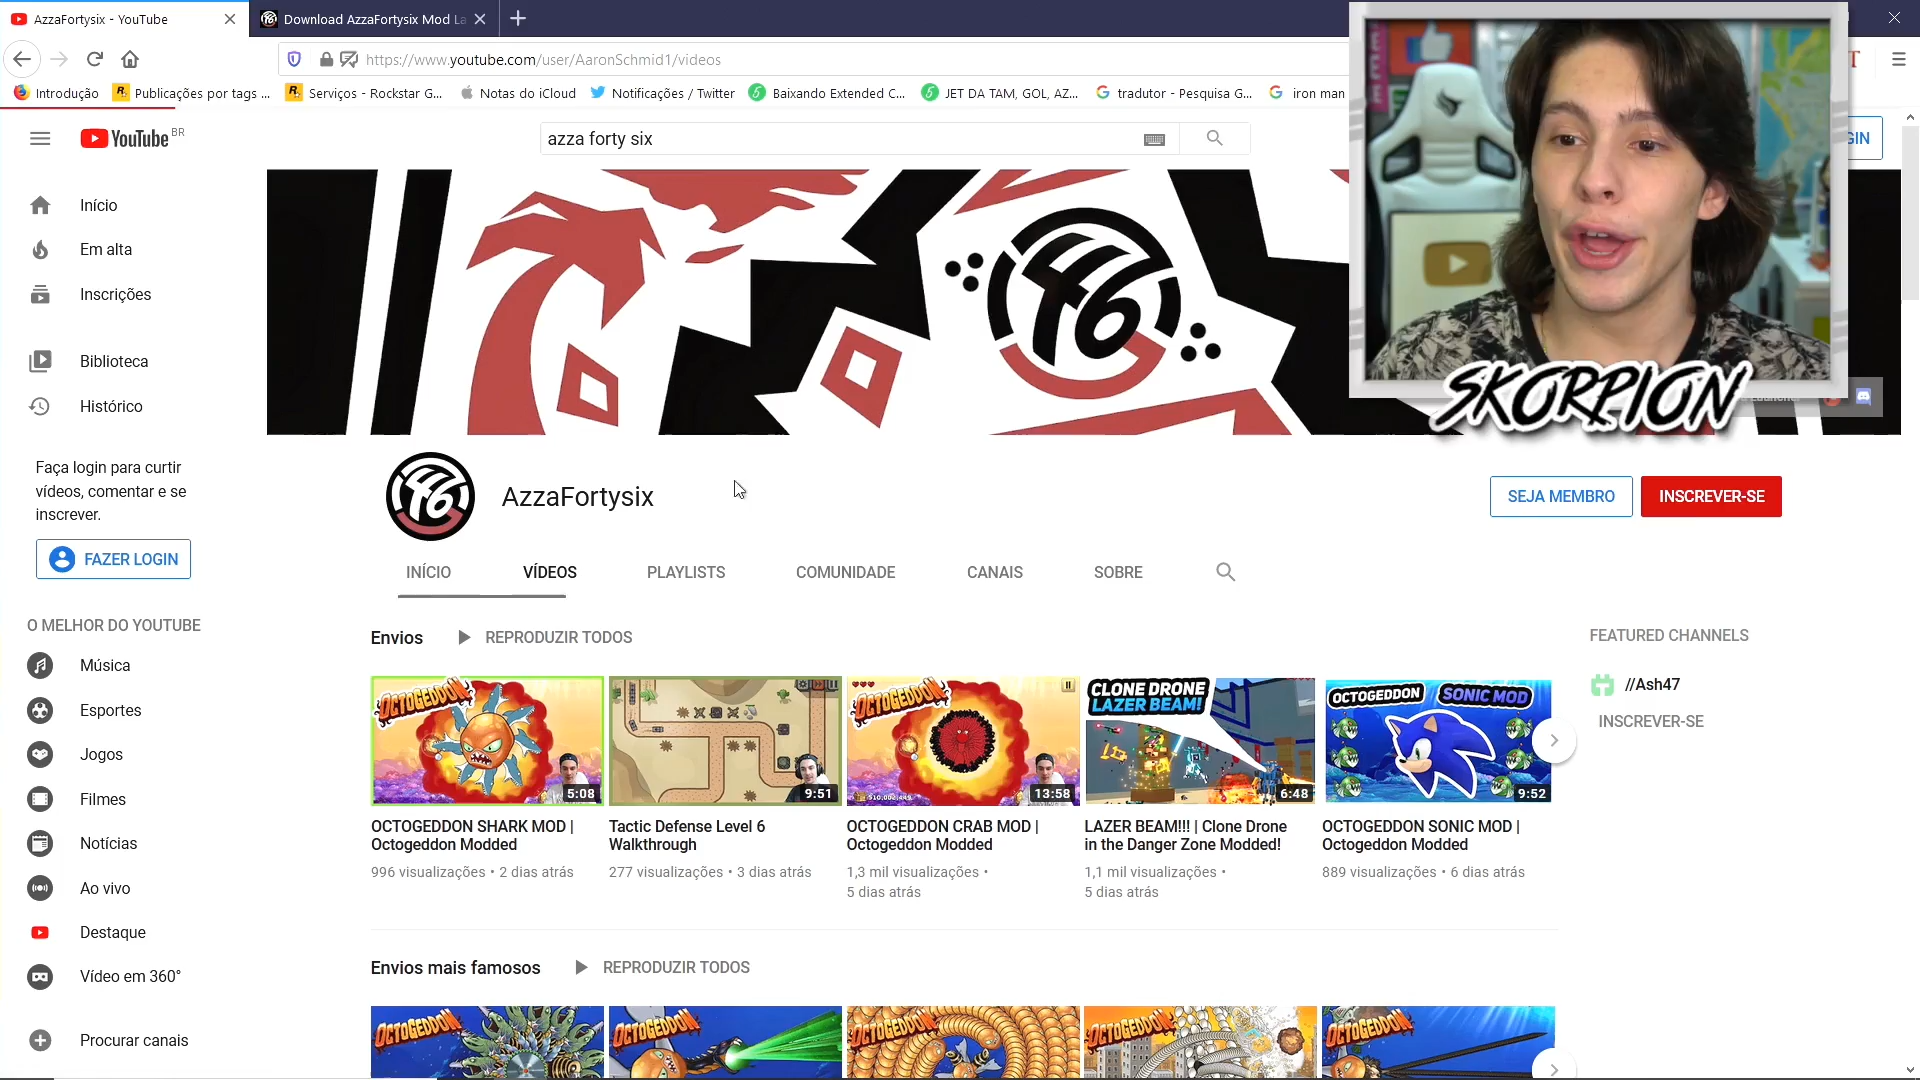 AzzaFortysix - YouTube
Download AzzaFortysix Mod La
https://www.youtube.com/user/AaronSchmid1/videos
Introdução
Publicações por tags ...
Serviços - Rockstar G...
Notas do iCloud
Notificações / Twitter
Baixando Extended C...
JET DA TAM, GOL, AZ...
tradutor - Pesquisa G...
iron man
YouTube BR
azza forty six
GIN
Início
Em alta
Inscrições
Biblioteca
Histórico
Faça login para curtir
vídeos, comentar e se
inscrever.
FAZER LOGIN
O MELHOR DO YOUTUBE
Música
Esportes
Jogos
Filmes
Notícias
Ao vivo
Destaque
Vídeo em 360°
Procurar canais
46
SKORPION
46
AzzaFortysix
SEJA MEMBRO
INSCREVER-SE
INÍCIO
VÍDEOS
PLAYLISTS
COMUNIDADE
CANAIS
SOBRE
Envios
REPRODUZIR TODOS
FEATURED CHANNELS
//Ash47
INSCREVER-SE
OCTOGEDDON
5:08
9:51
OCTOGEDDON
13:58
CLONE DRONE
LAZER BEAM!
6:48
OCTOGEDDON SONIC MOD
9:52
OCTOGEDDON SHARK MOD |
Octogeddon Modded
996 visualizações • 2 dias atrás
Tactic Defense Level 6
Walkthrough
277 visualizações • 3 dias atrás
OCTOGEDDON CRAB MOD |
Octogeddon Modded
1,3 mil visualizações •
5 dias atrás
LAZER BEAM!!! | Clone Drone
in the Danger Zone Modded!
1,1 mil visualizações •
5 dias atrás
OCTOGEDDON SONIC MOD |
Octogeddon Modded
889 visualizações • 6 dias atrás
Envios mais famosos
REPRODUZIR TODOS
OCTOGEDDON
OCTOGEDDON
OCTOGEDDON
OCTOGEDDON
OCTOGEDDON